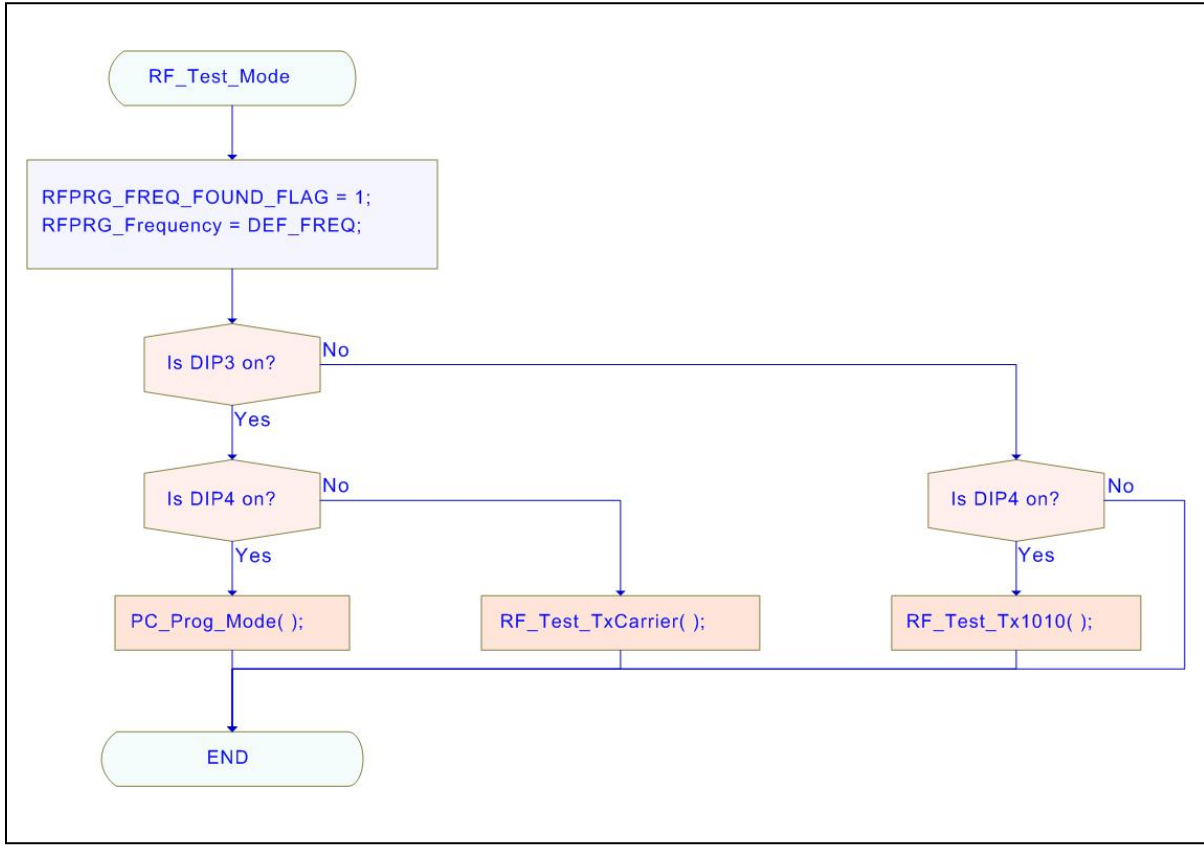 RF_Test_Mode
RFPRG_FREQ_FOUND_FLAG = 1;
RFPRG_Frequency = DEF_FREQ;
Is DIP3 on?
No
Yes
Is DIP4 on?
No
Is DIP4 on?
No
Yes
Yes
PC_Prog_Mode( );
RF_Test_TxCarrier( );
RF_Test_Tx1010( );
END